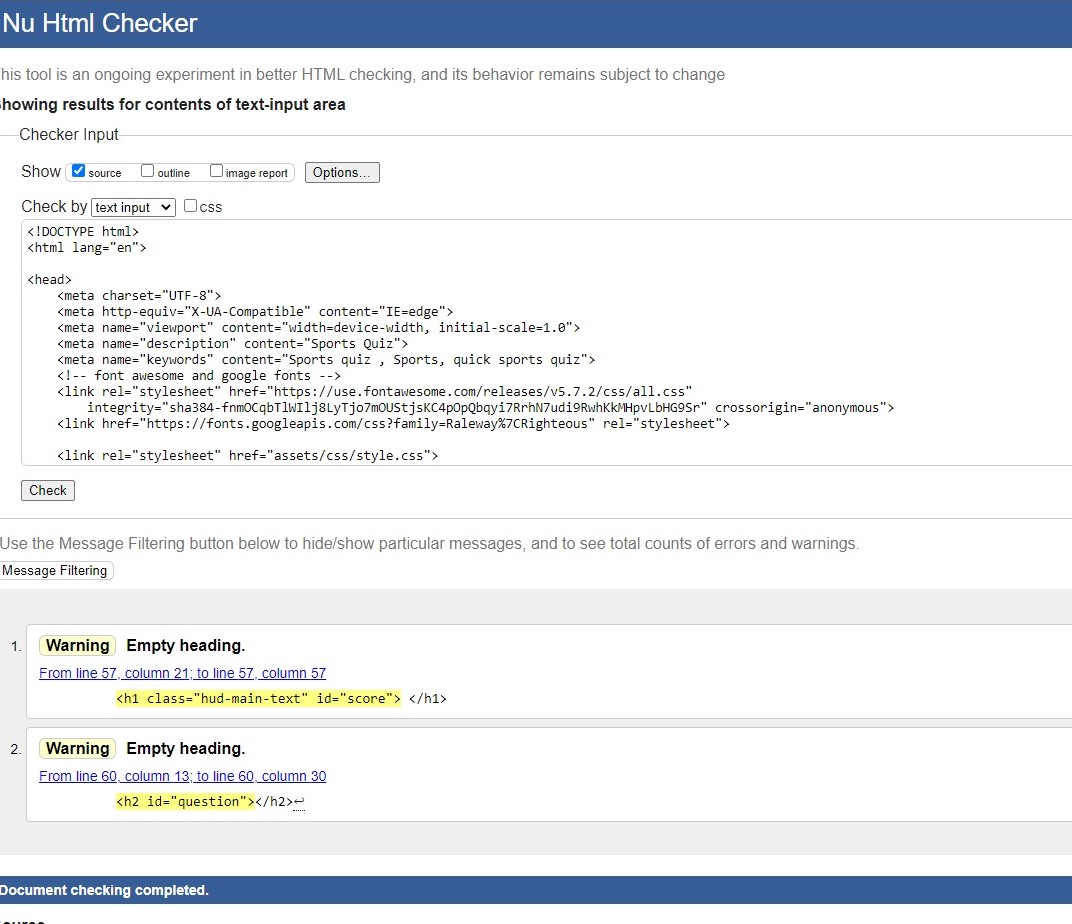 Nu Html Checker
his tool is an ongoing experiment in better HTML checking, and its behavior remains subject to change
howing results for contents of text-input area
Checker Input
Show source outline image report Options...
Check by text input css
<!DOCTYPE html>
<html lang="en">
<head>
<meta charset="UTF-8">
<meta http-equiv="X-UA-Compatible" content="IE=edge">
<meta name="viewport" content="width=device-width, initial-scale=1.0">
<meta name="description" content="Sports Quiz">
<meta name="keywords" content="Sports quiz , Sports, quick sports quiz">
<!-- font awesome and google fonts -->
<link rel="stylesheet" href="https://use.fontawesome.com/releases/v5.7.2/css/all.css"
integrity="sha384-fnmOCqbTlWIlj8LyTjo7mOUStjsKC4pOpQbqyi7RrhN7udi9RwhKkMHpvLbHG9Sr" crossorigin="anonymous">
<link href="https://fonts.googleapis.com/css?family=Raleway%7CRighteous" rel="stylesheet">
<link rel="stylesheet" href="assets/css/style.css">
Check
Use the Message Filtering button below to hide/show particular messages, and to see total counts of errors and warnings.
Message Filtering
1. Warning Empty heading.
From line 57, column 21; to line 57, column 57
<h1 class="hud-main-text" id="score"> </h1>
2. Warning Empty heading.
From line 60, column 13; to line 60, column 30
<h2 id="question"></h2>↩
Document checking completed.